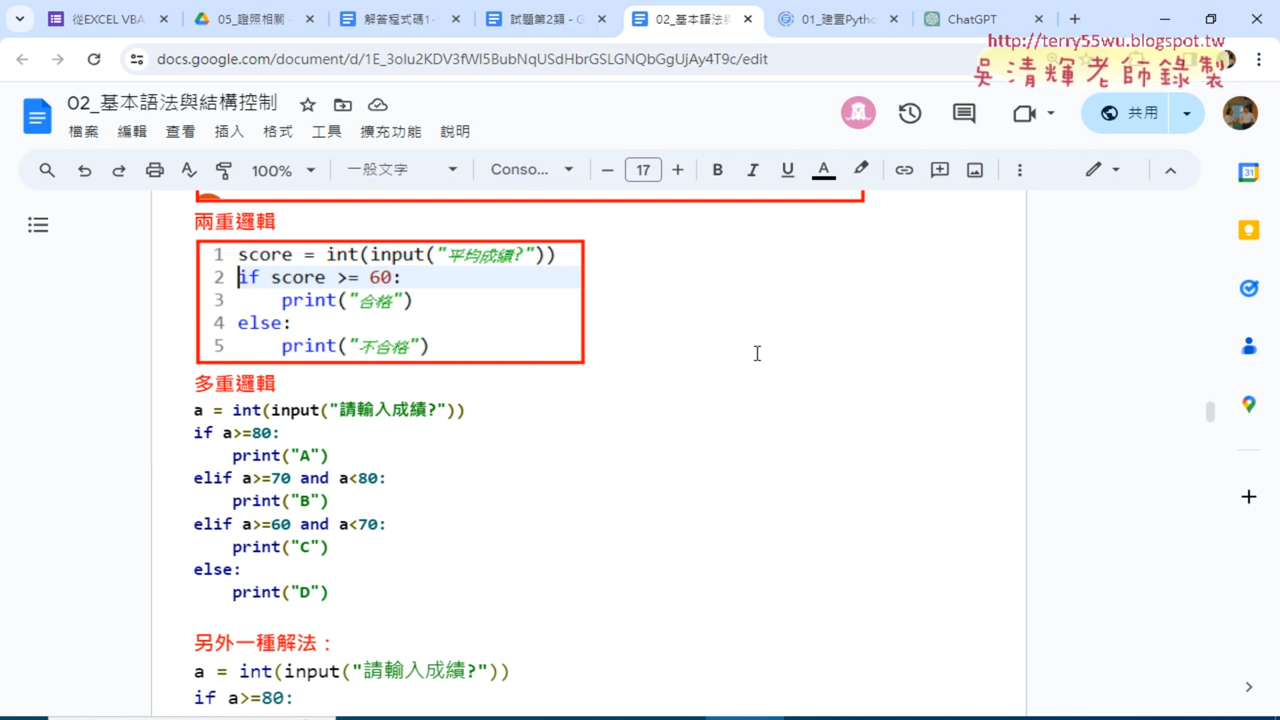 從EXCEL VBA
05_證照相關 -
解答程式碼1-
試題第2類 - G
02_基本語法與
01_建置Pytho
ChatGPT
docs.google.com/document/d/1E_3oIu2KDV3fWI5BubNqUSdHbrGSLGNQbGgUjAy4T9c/edit
http://terry55wu.blogspot.tw
吳清輝老師錄製
02_基本語法與結構控制
檔案 編輯 查看 插入 格式 工具 擴充功能 說明
共用
100% 一般文字 Conso... 17 B I U A
31
兩重邏輯
1 score = int(input("平均成績?"))
2 if score >= 60:
3 print("合格")
4 else:
5 print("不合格")
多重邏輯
a = int(input("請輸入成績?"))
if a>=80:
print("A")
elif a>=70 and a<80:
print("B")
elif a>=60 and a<70:
print("C")
else:
print("D")
另外一種解法：
a = int(input("請輸入成績?"))
if a>=80: